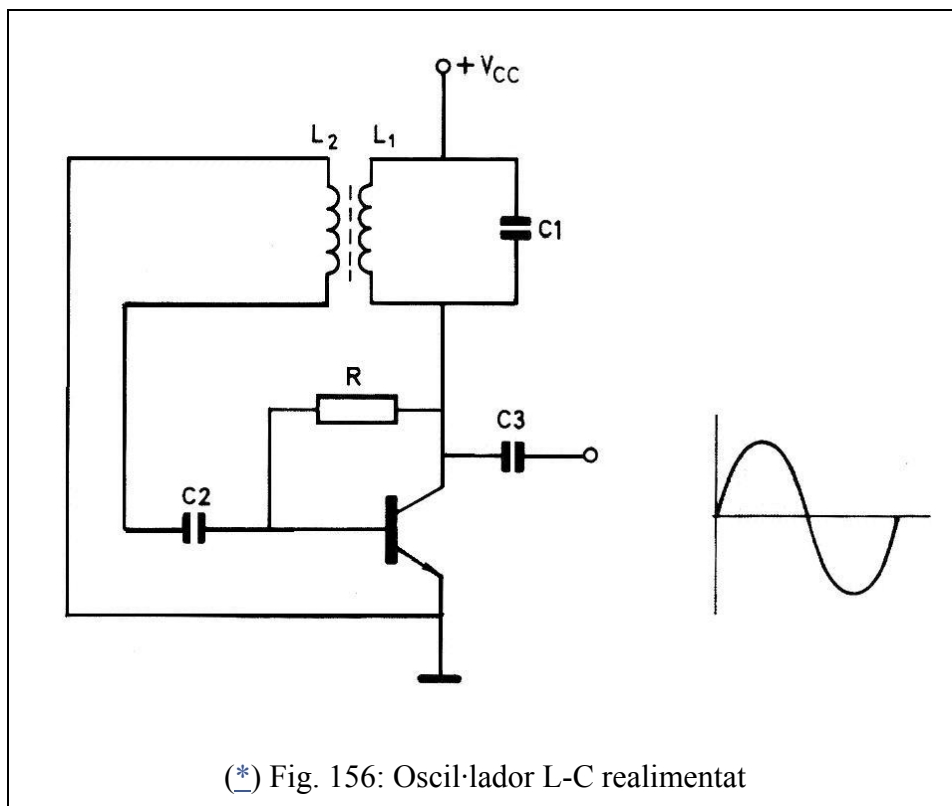 + VCC
L2 L1
C1
R
C3
C2
(*) Fig. 156: Oscil·lador L-C realimentat